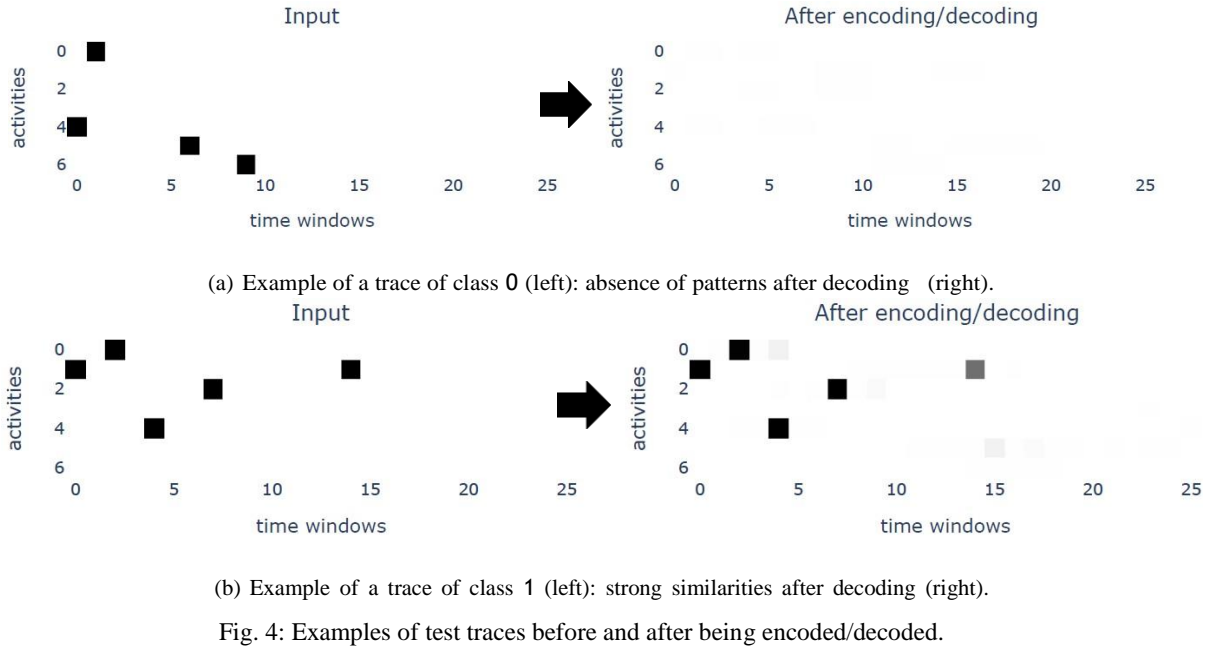 Input
After encoding/decoding
activities
0
2
4
6
0 5 10 15 20 25
time windows
activities
0
2
4
6
0 5 10 15 20 25
time windows
(a) Example of a trace of class 0 (left): absence of patterns after decoding (right).
Input
After encoding/decoding
activities
0
2
4
6
0 5 10 15 20 25
time windows
activities
0
2
4
6
0 5 10 15 20 25
time windows
(b) Example of a trace of class 1 (left): strong similarities after decoding (right).
Fig. 4: Examples of test traces before and after being encoded/decoded.